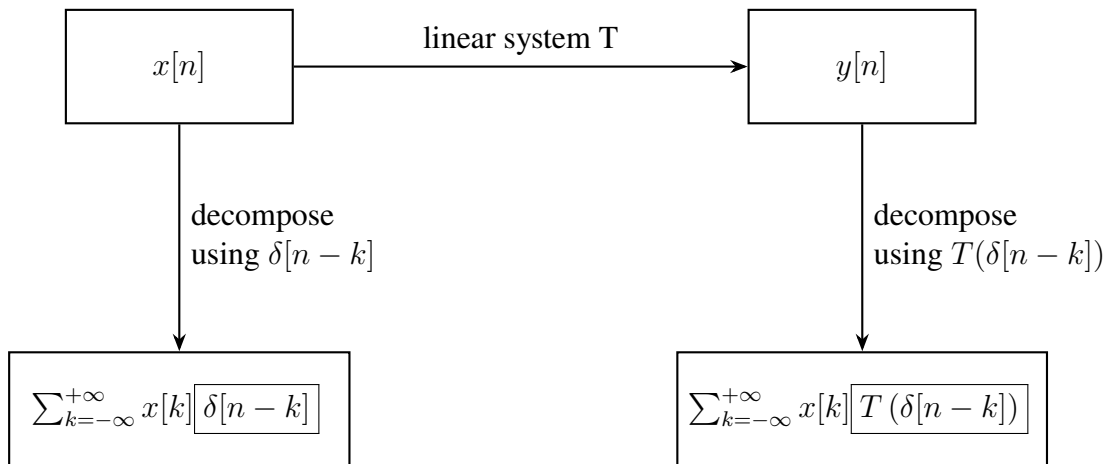 linear system T
x[n]
y[n]
decompose
using δ[n − k]
decompose
using T(δ[n − k])
∑_{k=−∞}^{+∞} x[k] δ[n − k]
∑_{k=−∞}^{+∞} x[k] T (δ[n − k])